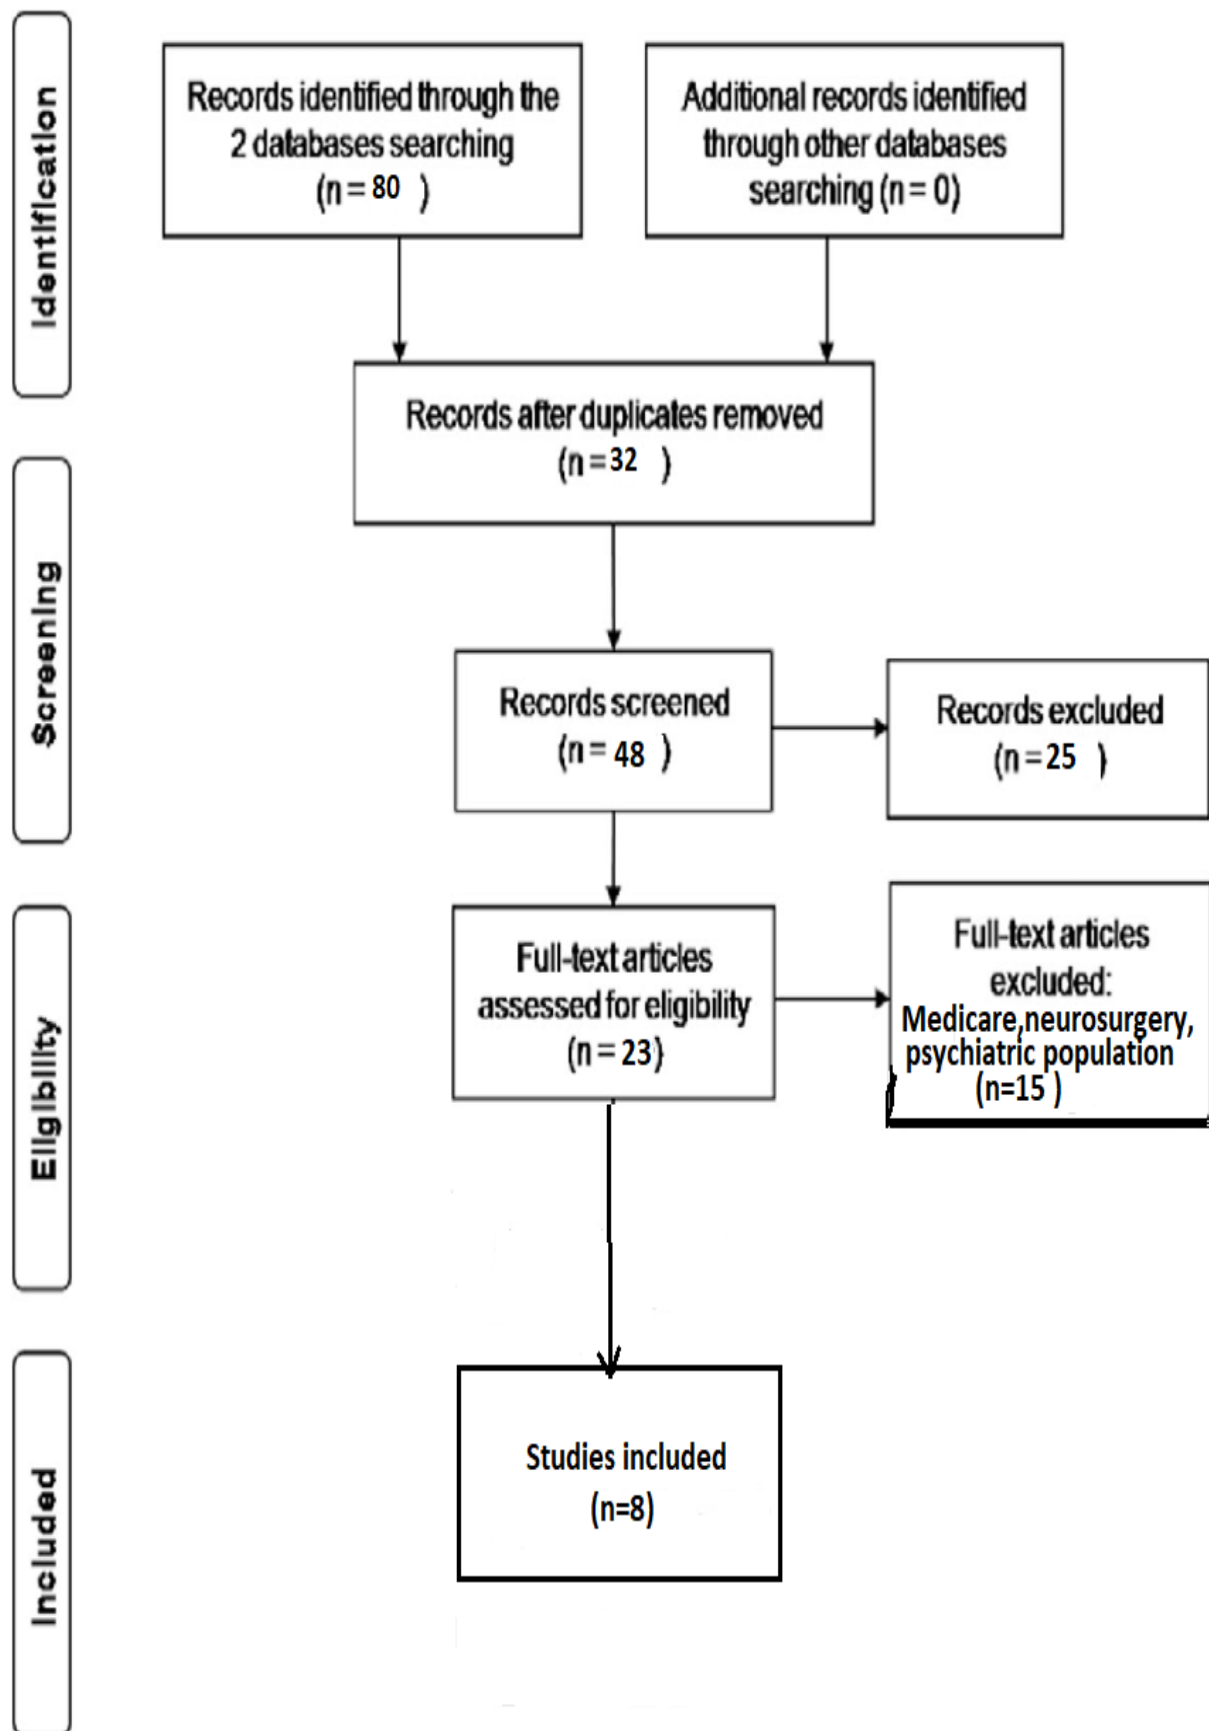 Identification
Records identified through the
2 databases searching
(n = 80 )
Additional records identified
through other databases
searching (n = 0)
Records after duplicates removed
(n = 32 )
Screening
Records screened
(n = 48 )
Records excluded
(n = 25 )
Eligibility
Full-text articles
assessed for eligibility
(n = 23)
Full-text articles
excluded:
Medicare,neurosurgery,
psychiatric population
(n=15 )
Included
Studies included
(n=8)